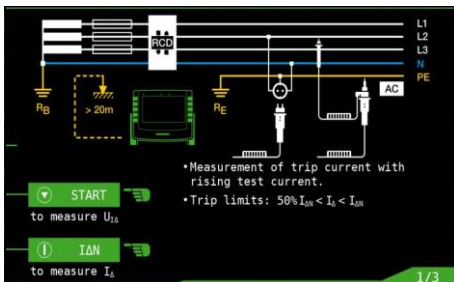 L1
L2
RCD
L3
N
PE
AC
RB
> 20m
RE
•Measurement of trip current with
rising test current.
•Trip limits: 50%IΔN < IΔ < IΔN
START
to measure UIΔ
IΔN
to measure IΔ
1/3